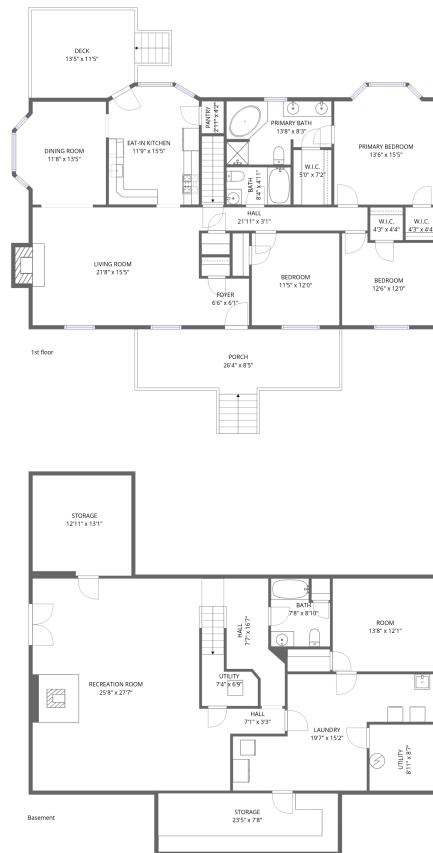 DECK
13'5" x 11'5"
PANTRY
2'11" x 4'2"
PRIMARY BATH
13'8" x 8'3"
EAT-IN KITCHEN
11'9" x 15'5"
DINING ROOM
11'8" x 13'5"
PRIMARY BEDROOM
13'6" x 15'5"
W.I.C.
5'0" x 7'2"
BATH
8'4" x 4'11"
HALL
21'11" x 3'1"
W.I.C.
4'3" x 4'4"
W.I.C.
4'3" x 4'4
LIVING ROOM
21'8" x 15'5"
BEDROOM
11'5" x 12'0"
BEDROOM
12'6" x 12'0"
FOYER
6'6" x 6'1"
1st floor
PORCH
26'4" x 8'5"
STORAGE
12'11" x 13'1"
BATH
7'8" x 8'10"
HALL
7'7" x 16'7"
ROOM
13'8" x 12'1"
UTILITY
7'4" x 6'9"
RECREATION ROOM
25'8" x 27'7"
HALL
7'1" x 3'3"
LAUNDRY
19'7" x 15'2"
UTILITY
8'11" x 8'7"
STORAGE
23'5" x 7'8"
Basement